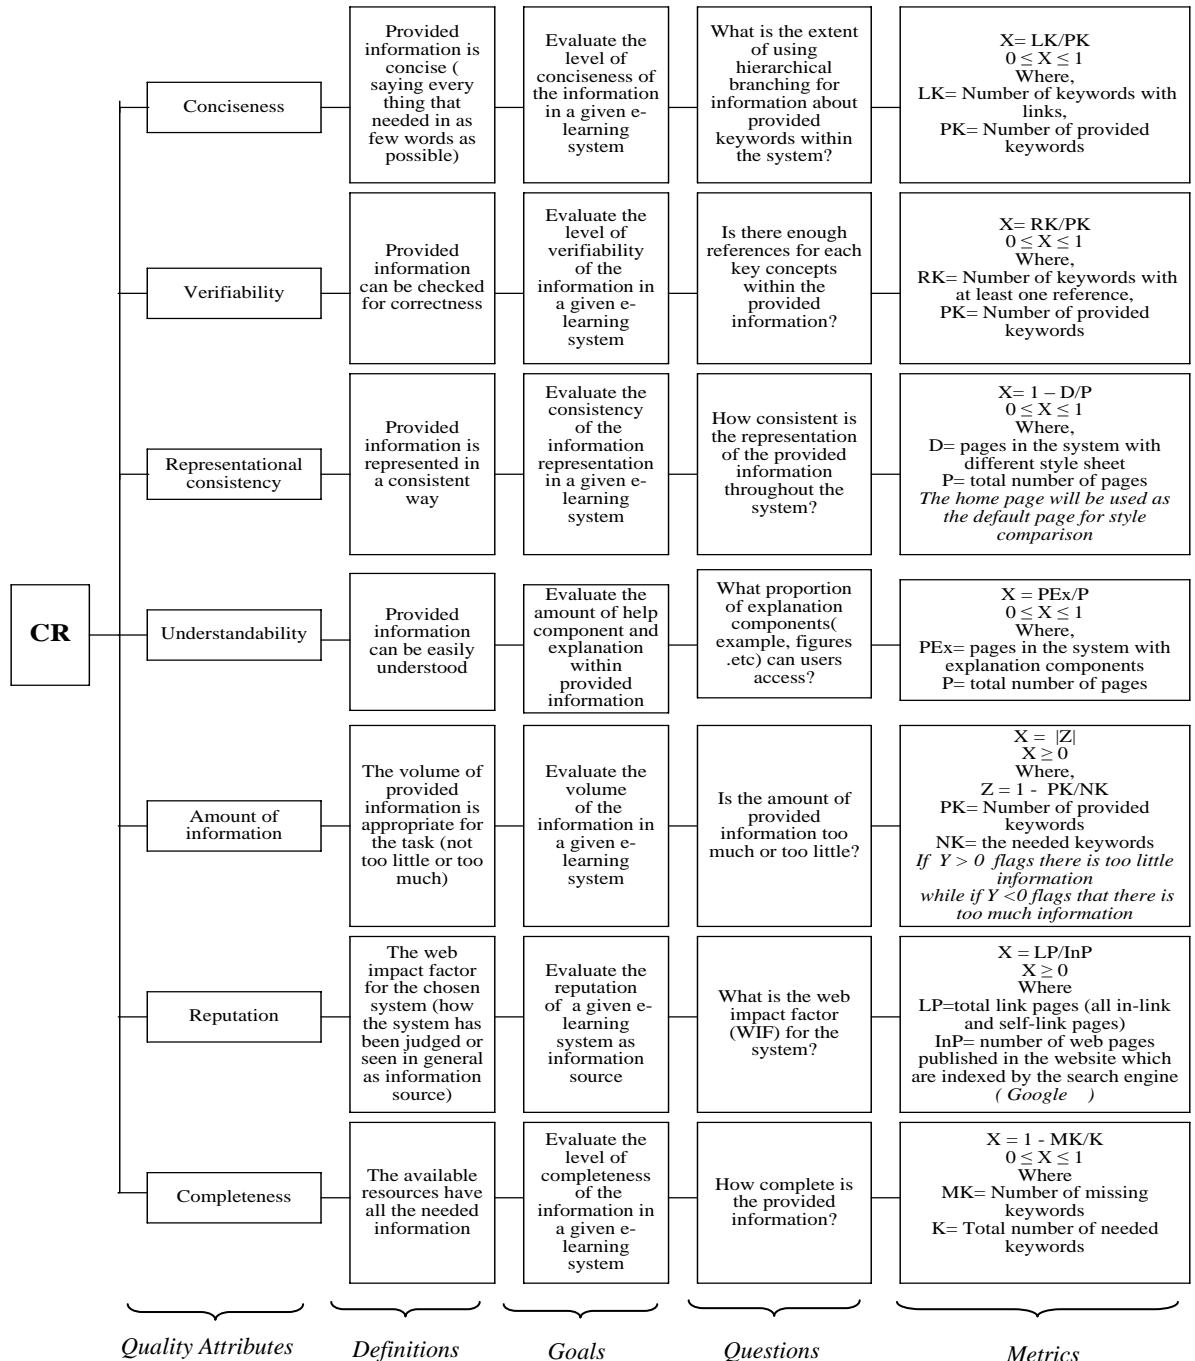 CR
Conciseness
Provided
information is
concise (
saying every
thing that
needed in as
few words as
possible)
Evaluate the
level of
conciseness of
the information
in a given e-
learning
system
What is the extent
of using
hierarchical
branching for
information about
provided
keywords within
the system?
X= LK/PK
0 ≤ X ≤ 1
Where,
LK= Number of keywords with
links,
PK= Number of provided
keywords
Verifiability
Provided
information
can be checked
for correctness
Evaluate the
level of
verifiability
of the
information in
a given e-
learning
system
Is there enough
references for each
key concepts
within the
provided
information?
X= RK/PK
0 ≤ X ≤ 1
Where,
RK= Number of keywords with
at least one reference,
PK= Number of provided
keywords
Representational
consistency
Provided
information is
represented in
a consistent
way
Evaluate the
consistency
of the
information
representation
in a given e-
learning
system
How consistent is
the representation
of the provided
information
throughout the
system?
X= 1 – D/P
0 ≤ X ≤ 1
Where,
D= pages in the system with
different style sheet
P= total number of pages
The home page will be used as
the default page for style
comparison
Understandability
Provided
information
can be easily
understood
Evaluate the
amount of help
component and
explanation
within
provided
information
What proportion
of explanation
components(
example, figures
.etc) can users
access?
X = PEx/P
0 ≤ X ≤ 1
Where,
PEx= pages in the system with
explanation components
P= total number of pages
Amount of
information
The volume of
provided
information is
appropriate for
the task (not
too little or too
much)
Evaluate the
volume
of the
information in
a given e-
learning
system
Is the amount of
provided
information too
much or too little?
X = |Z|
X ≥ 0
Where,
Z = 1 - PK/NK
PK= Number of provided
keywords
NK= the needed keywords
If Y > 0 flags there is too little
information
while if Y <0 flags that there is
too much information
Reputation
The web
impact factor
for the chosen
system (how
the system has
been judged or
seen in general
as information
source)
Evaluate the
reputation
of a given e-
learning
system as
information
source
What is the web
impact factor
(WIF) for the
system?
X = LP/InP
X ≥ 0
Where
LP=total link pages (all in-link
and self-link pages)
InP= number of web pages
published in the website which
are indexed by the search engine
( Google )
Completeness
The available
resources have
all the needed
information
Evaluate the
level of
completeness
of the
information in
a given e-
learning
system
How complete is
the provided
information?
X = 1 - MK/K
0 ≤ X ≤ 1
Where
MK= Number of missing
keywords
K= Total number of needed
keywords
Quality Attributes
Definitions
Goals
Questions
Metrics